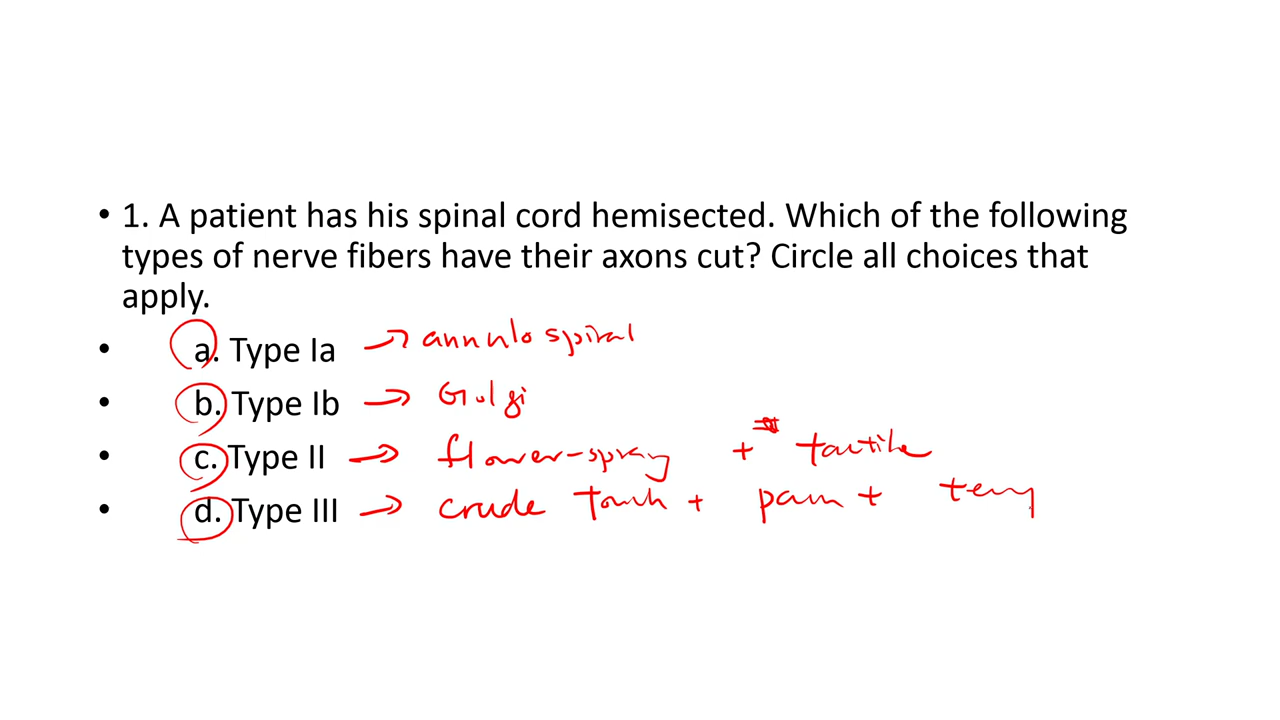 • 1. A patient has his spinal cord hemisected. Which of the following
types of nerve fibers have their axons cut? Circle all choices that
apply.
• a. Type Ia → annulo spiral
• b. Type Ib → Golgi
• c. Type II → flower-spray + tactile
• d. Type III → crude touch + pain + temp